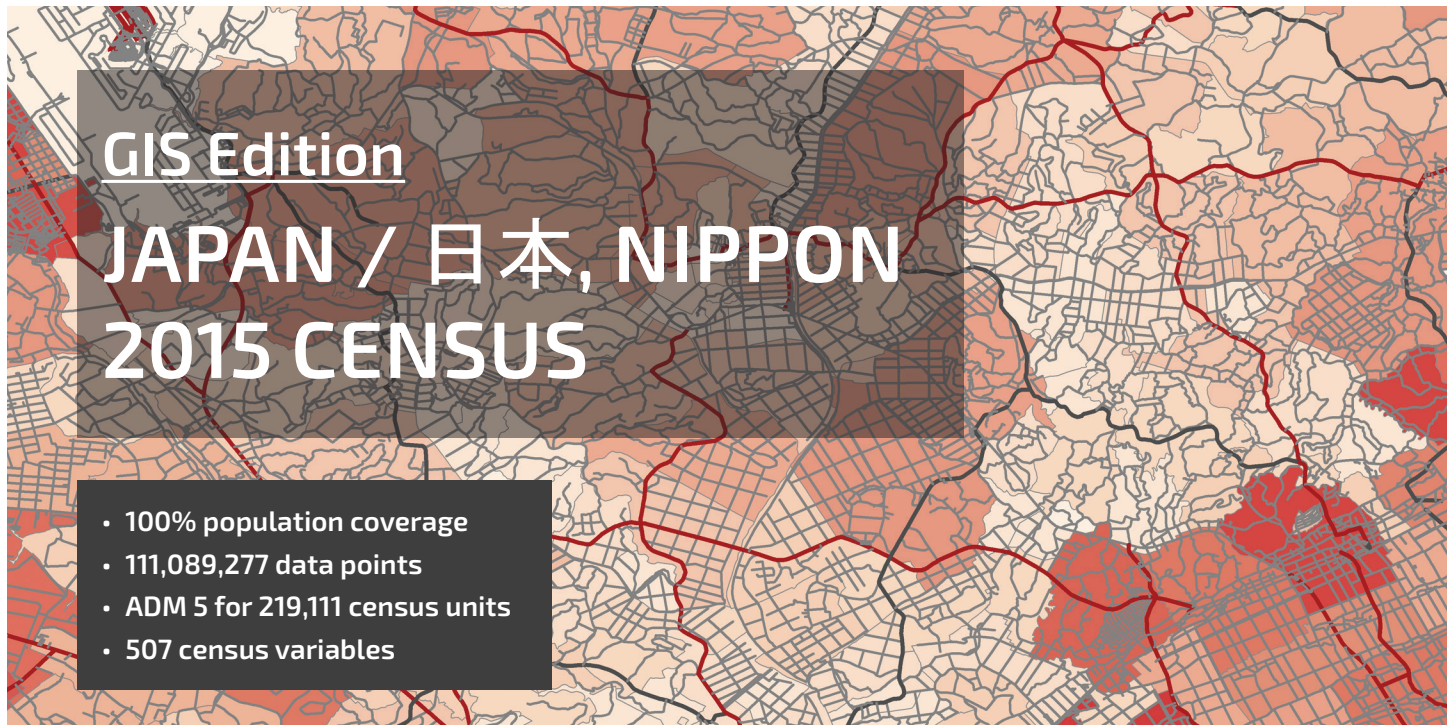 GIS Edition
JAPAN / 日本, NIPPON
2015 CENSUS
• 100% population coverage
• 111,089,277 data points
• ADM 5 for 219,111 census units
• 507 census variables